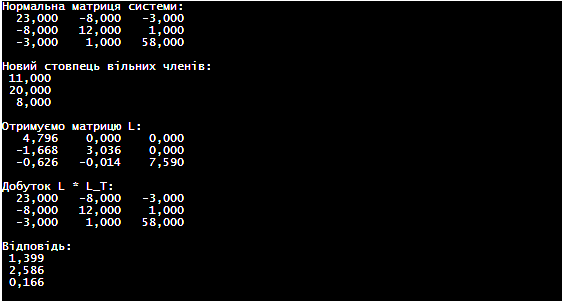 Нормальна матриця системи:
23,000 -8,000 -3,000
-8,000 12,000 1,000
-3,000 1,000 58,000
Новий стовпець вільних членів:
11,000
20,000
8,000
Отримуємо матрицю L:
4,796 0,000 0,000
-1,668 3,036 0,000
-0,626 -0,014 7,590
Добуток L * L_T:
23,000 -8,000 -3,000
-8,000 12,000 1,000
-3,000 1,000 58,000
Відповідь:
1,399
2,586
0,166